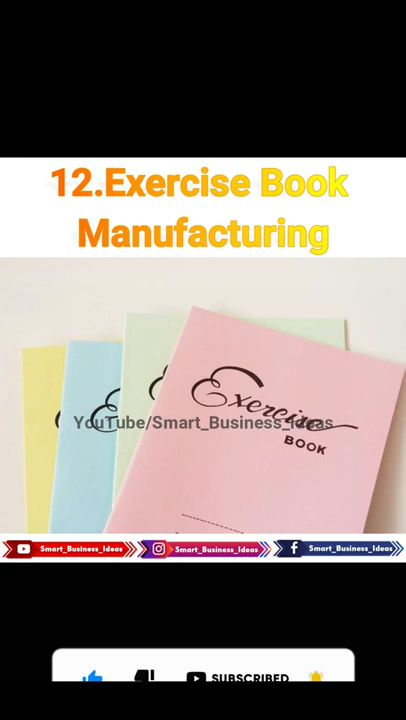 12.Exercise Book
Manufacturing
Exercise
BOOK
YouTube/Smart_Business_Ideas
Smart_Business_Ideas
Smart_Business_Ideas
Smart_Business_Ideas
SUBSCRIBED